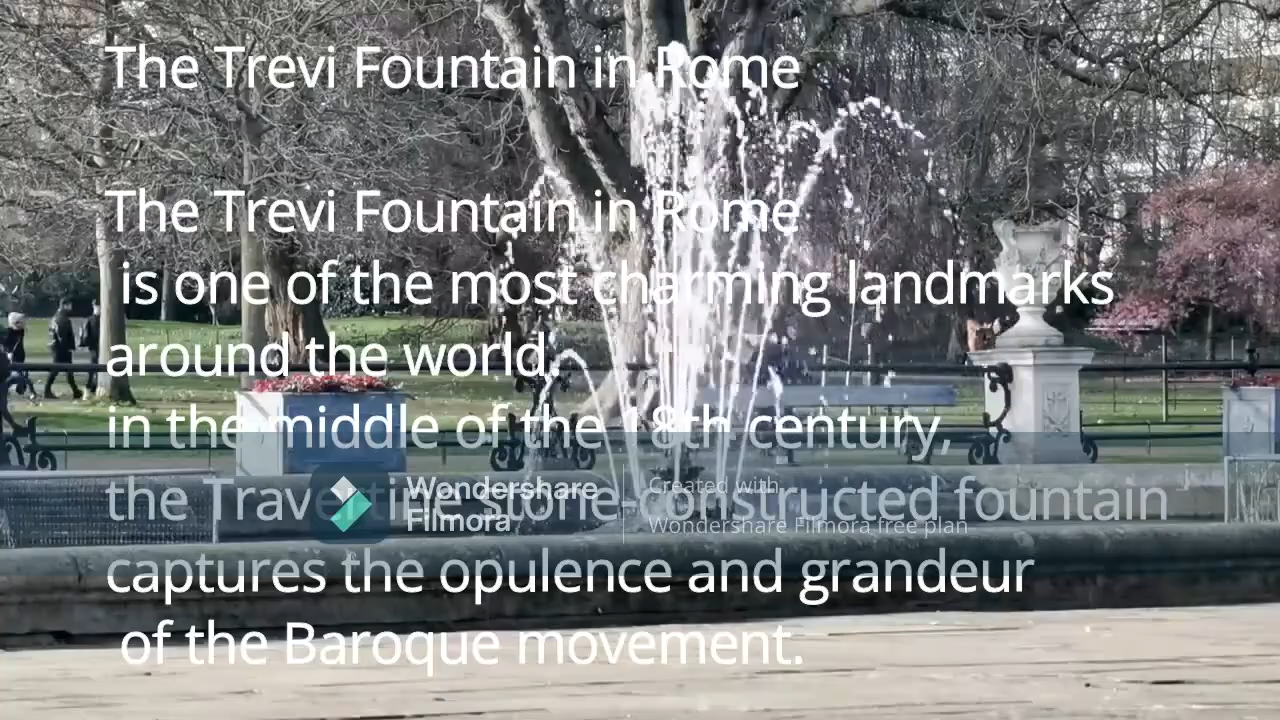 The Trevi Fountain in Rome
The Trevi Fountain in Rome
is one of the most charming landmarks
around the world.
in the middle of the 18th century,
the Travertine stone constructed fountain
Wondershare
Filmora
Created with
Wondershare Filmora free plan
captures the opulence and grandeur
of the Baroque movement.